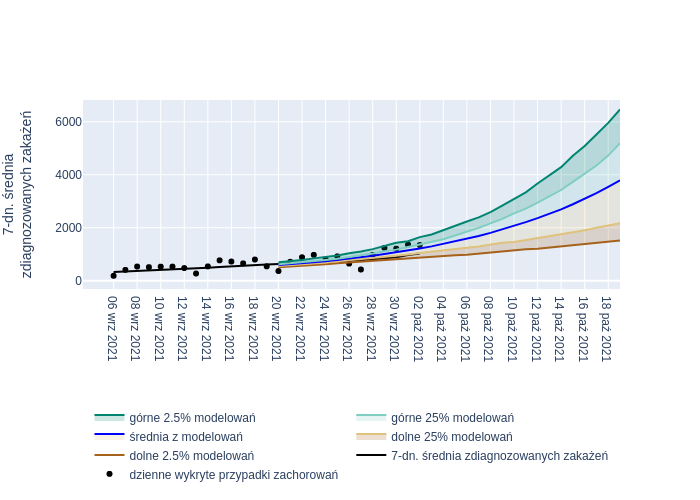 7-dn. średnia
zdiagnozowanych zakażeń
6000
4000
2000
0
06 wrz 2021
08 wrz 2021
10 wrz 2021
12 wrz 2021
14 wrz 2021
16 wrz 2021
18 wrz 2021
20 wrz 2021
22 wrz 2021
24 wrz 2021
26 wrz 2021
28 wrz 2021
30 wrz 2021
02 paź 2021
04 paź 2021
06 paź 2021
08 paź 2021
10 paź 2021
12 paź 2021
14 paź 2021
16 paź 2021
18 paź 2021
górne 2.5% modelowań
górne 25% modelowań
średnia z modelowań
dolne 25% modelowań
dolne 2.5% modelowań
7-dn. średnia zdiagnozowanych zakażeń
dzienne wykryte przypadki zachorowań